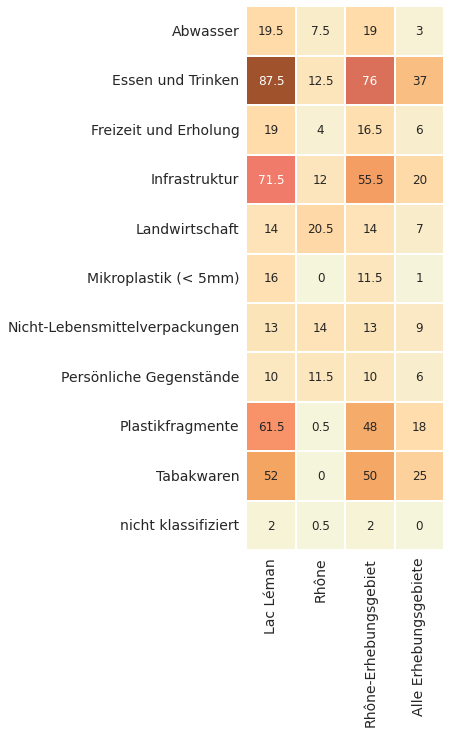 Abwasser 19.5 7.5 19 3
Essen und Trinken 87.5 12.5 76 37
Freizeit und Erholung 19 4 16.5 6
Infrastruktur 71.5 12 55.5 20
Landwirtschaft 14 20.5 14 7
Mikroplastik (< 5mm) 16 0 11.5 1
Nicht-Lebensmittelverpackungen 13 14 13 9
Persönliche Gegenstände 10 11.5 10 6
Plastikfragmente 61.5 0.5 48 18
Tabakwaren 52 0 50 25
nicht klassifiziert 2 0.5 2 0
Lac Léman
Rhône
Rhône-Erhebungsgebiet
Alle Erhebungsgebiete